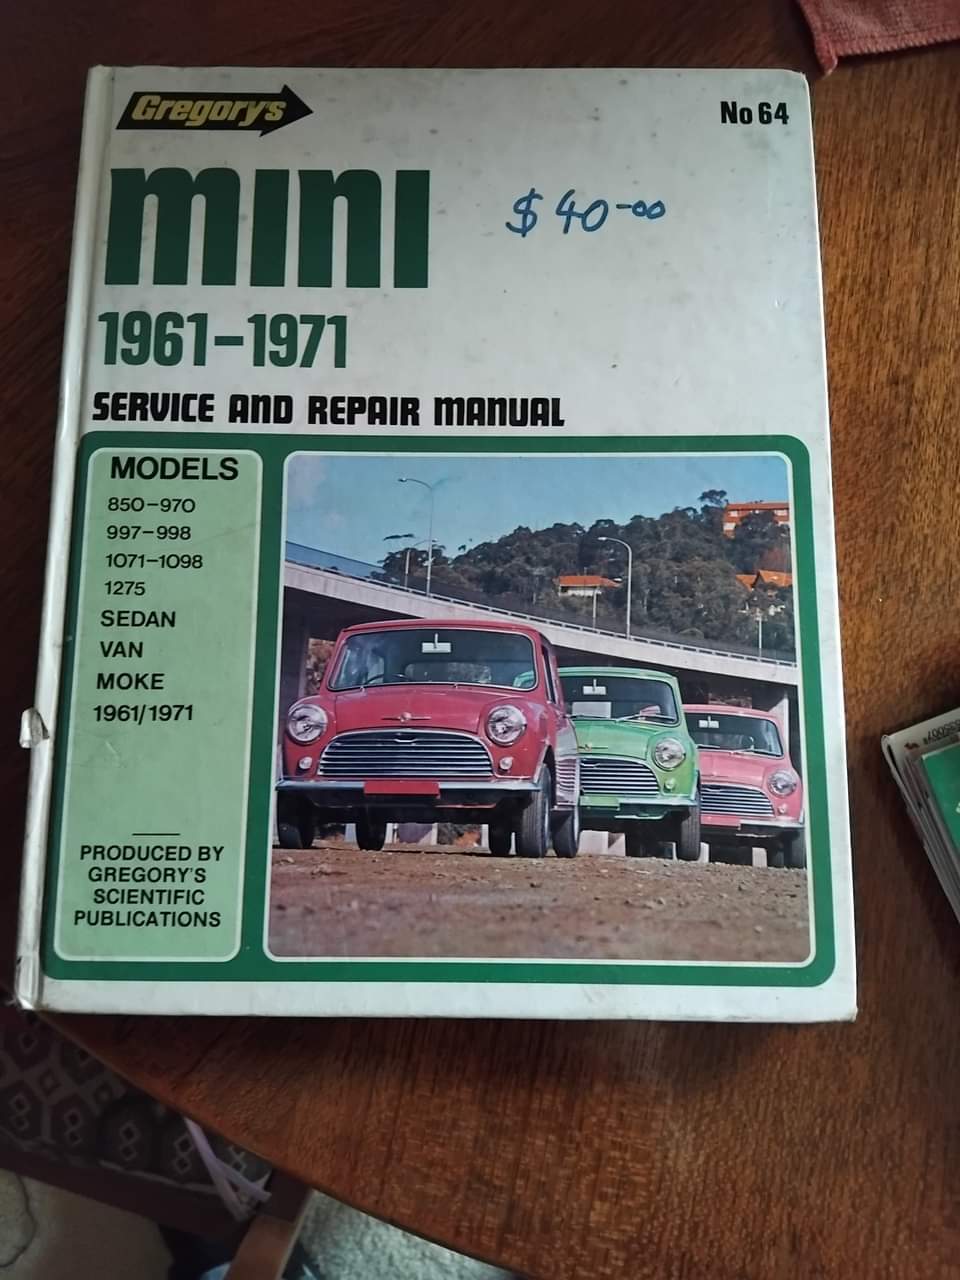 Gregory's
No 64
mini
$40-00
1961-1971
SERVICE AND REPAIR MANUAL
MODELS
850-970
997-998
1071-1098
1275
SEDAN
VAN
MOKE
1961/1971
PRODUCED BY
GREGORY'S
SCIENTIFIC
PUBLICATIONS